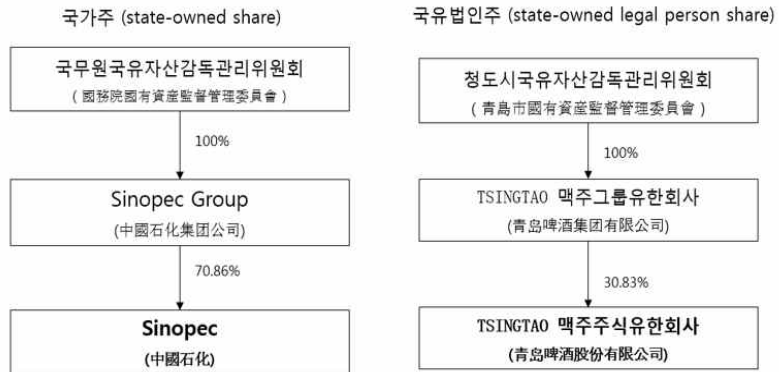 국가주 (state-owned share)
국무원국유자산감독관리위원회
( 國務院國有資産監督管理委員會 )
100%
Sinopec Group
(中國石化集团公司)
70.86%
Sinopec
(中國石化)
국유법인주 (state-owned legal person share)
청도시국유자산감독관리위원회
( 青島市國有資産監督管理委員會 )
100%
TSINGTAO 맥주그룹유한회사
(青岛啤酒集团有限公司)
30.83%
TSINGTAO 맥주주식유한회사
(青岛啤酒股份有限公司)